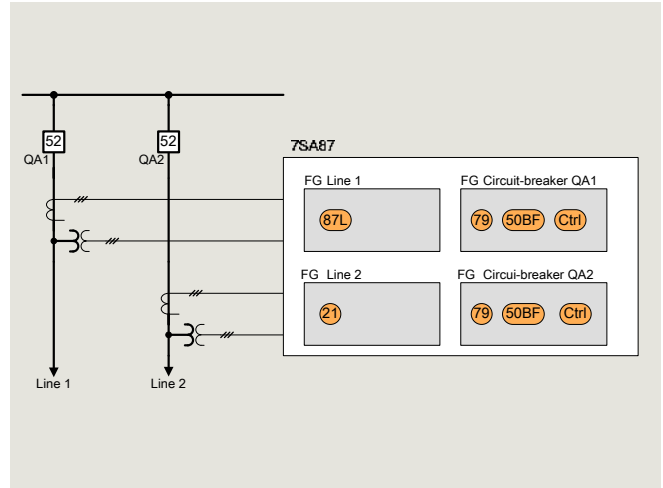 52
52
QA1
QA2
7SA87
FG Line 1
FG Circuit-breaker QA1
87L
79 50BF Ctrl
FG Line 2
FG Circui-breaker QA2
21
79 50BF Ctrl
Line 1
Line 2